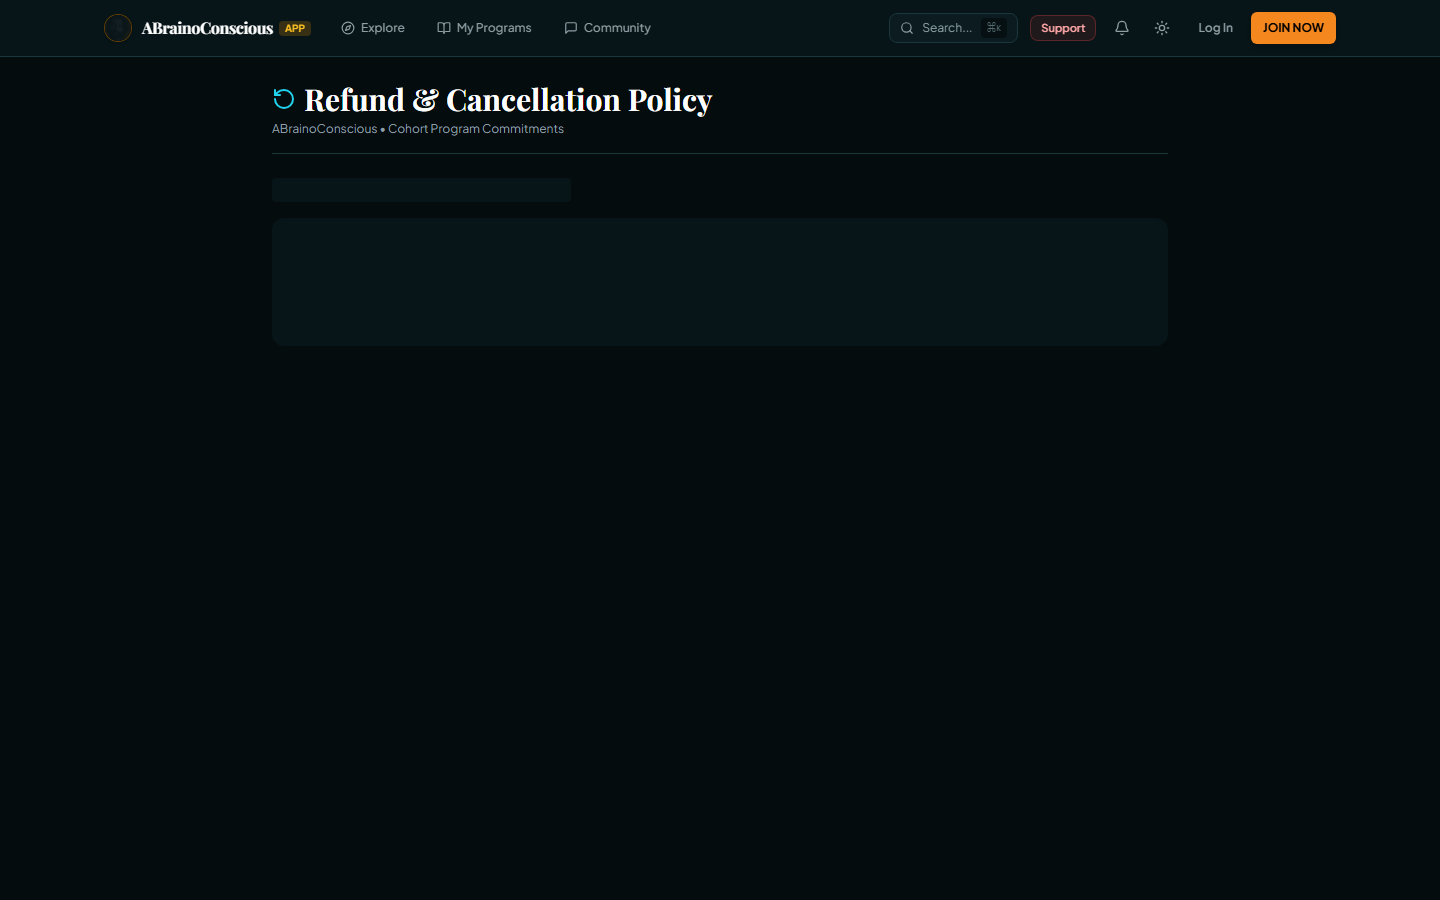 ABrainoConscious APP Explore My Programs Community Search... ⌘K Support Log In JOIN NOW
Refund & Cancellation Policy
ABrainoConscious • Cohort Program Commitments